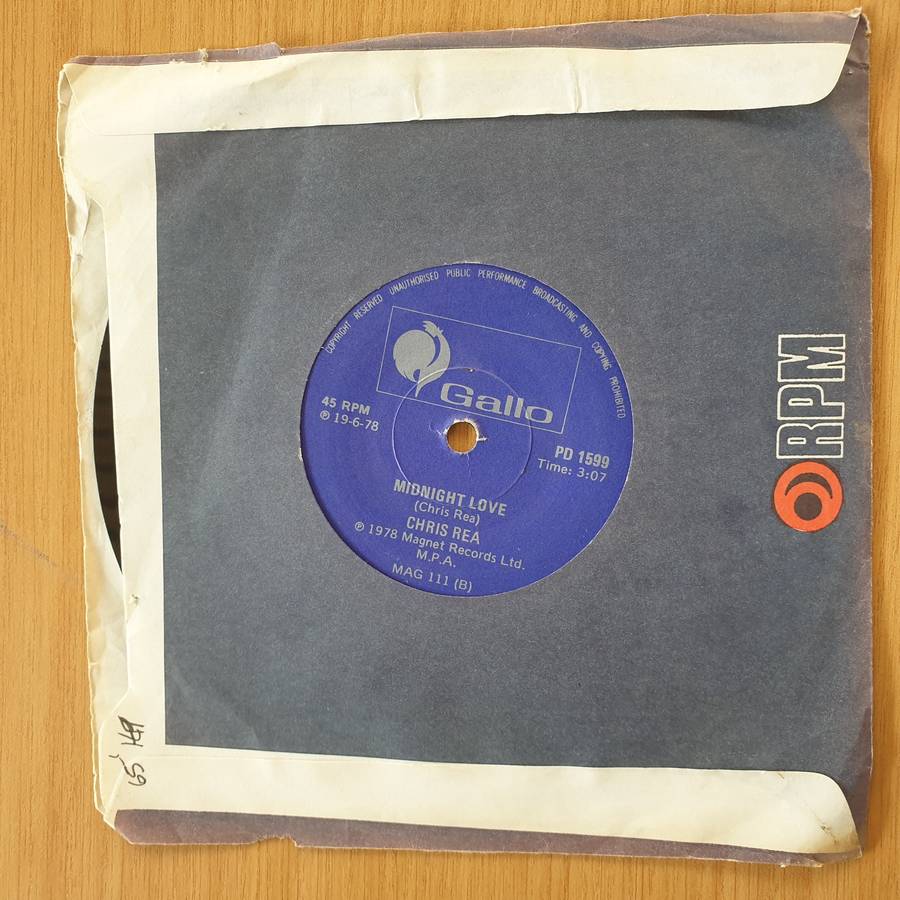 COPYRIGHT RESERVED UNAUTHORISED PUBLIC PERFORMANCE BROADCASTING AND COPYING PROHIBITED
Gallo
45 RPM
℗ 19-6-78
PD 1599
Time: 3:07
MIDNIGHT LOVE
(Chris Rea)
CHRIS REA
℗ 1978 Magnet Records Ltd.
M.P.A.
MAG 111 (B)
RPM